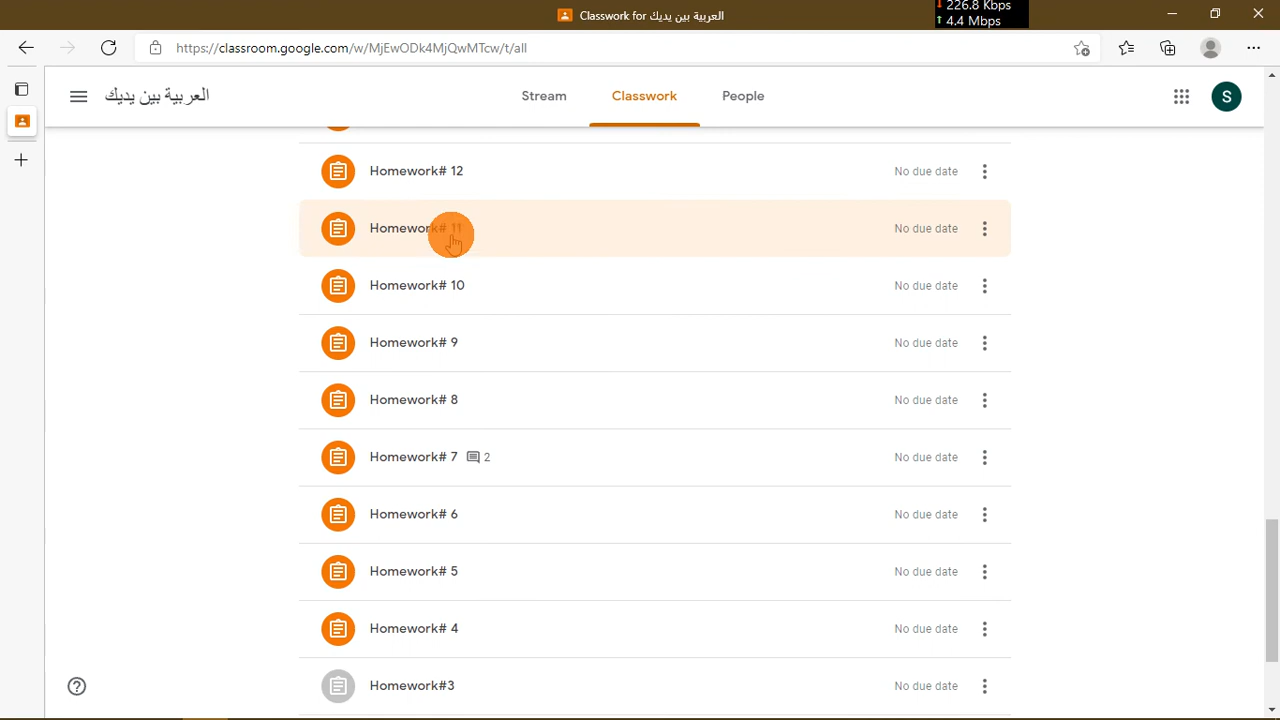 226.8 Kbps
4.4 Mbps
Classwork for العربية بين يديك
https://classroom.google.com/w/MjEwODk4MjQwMTcw/t/all
العربية بين يديك
Stream
Classwork
People
S
Homework# 12
No due date
Homework# 11
No due date
Homework# 10
No due date
Homework# 9
No due date
Homework# 8
No due date
Homework# 7
2
No due date
Homework# 6
No due date
Homework# 5
No due date
Homework# 4
No due date
Homework#3
No due date